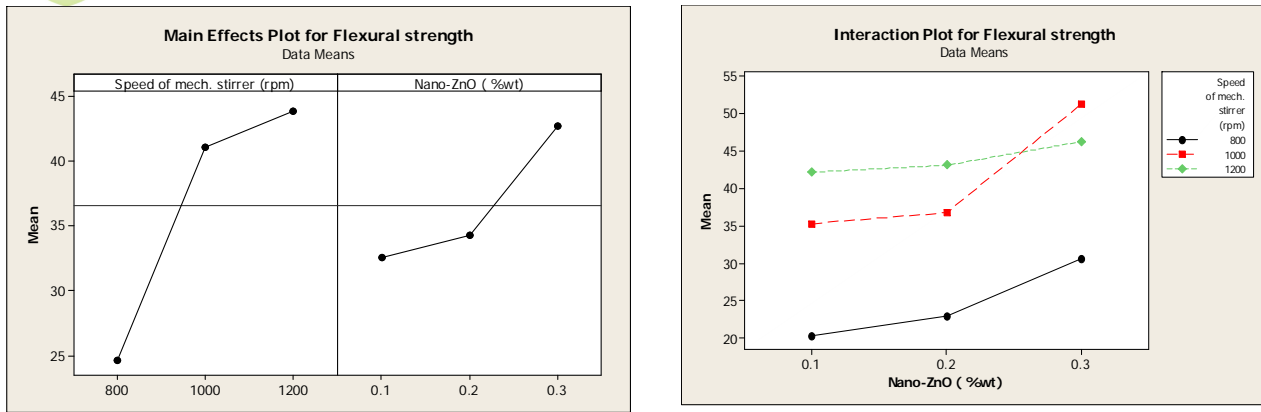 Main Effects Plot for Flexural strength
Data Means
Speed of mech. stirrer (rpm) Nano-ZnO ( %wt)
Mean
45
40
35
30
25
800 1000 1200 0.1 0.2 0.3
Interaction Plot for Flexural strength
Data Means
Mean
55
50
45
40
35
30
25
20
0.1 0.2 0.3
Nano-ZnO ( %wt)
Speed
of mech.
stirrer
(rpm)
800
1000
1200